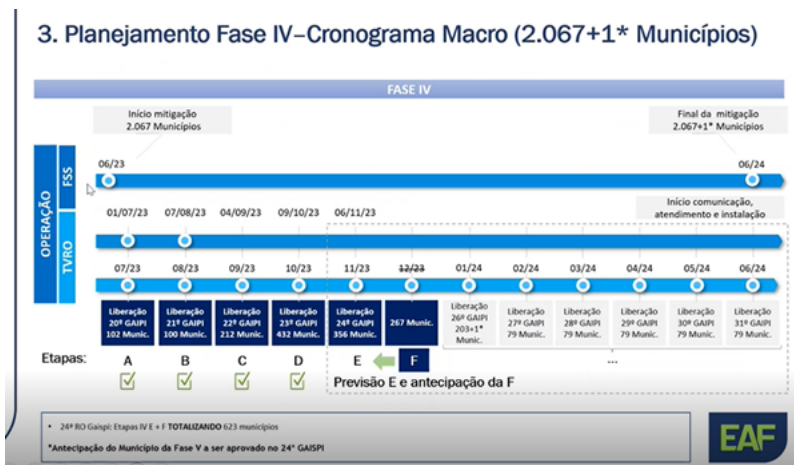 3. Planejamento Fase IV–Cronograma Macro (2.067+1* Municípios)
FASE IV
Início mitigação
2.067 Municípios
Final da mitigação
2.067+1* Municípios
OPERAÇÃO
FSS
06/23
06/24
Início comunicação,
atendimento e instalação
TVRO
01/07/23 07/08/23 04/09/23 09/10/23 06/11/23
07/23 08/23 09/23 10/23 11/23 12/23 01/24 02/24 03/24 04/24 05/24 06/24
Liberação
20º GAIPI
102 Munic.
Liberação
21º GAIPI
100 Munic.
Liberação
22º GAIPI
212 Munic.
Liberação
23º GAIPI
432 Munic.
Liberação
24º GAIPI
356 Munic.
267 Munic.
Liberação
26º GAIPI
203+1*
Munic.
Liberação
27º GAIPI
79 Munic.
Liberação
28º GAIPI
79 Munic.
Liberação
29º GAIPI
79 Munic.
Liberação
30º GAIPI
79 Munic.
Liberação
31º GAIPI
79 Munic.
Etapas: A B C D E F ...
Previsão E e antecipação da F
• 24º RO Gaispi: Etapas IV E + F TOTALIZANDO 623 municípios
*Antecipação do Município da Fase V a ser aprovado no 24º GAISPI
EAF